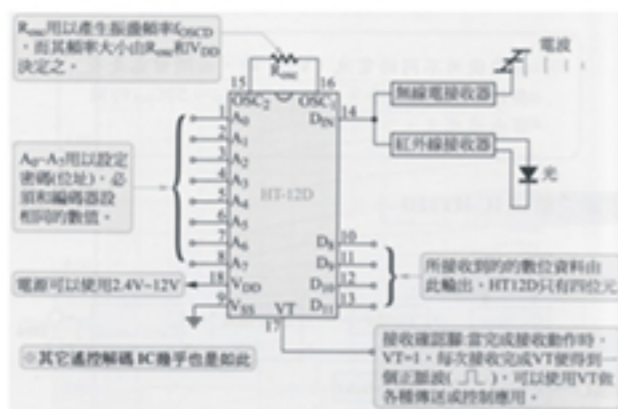 Rosc用以產生振盪頻率fOSCD
,而其頻率大小由Rosc和VDD
決定之。
Rosc
15
16
OSC2
OSC1
電波
無線電接收器
紅外線接收器
光
DIN
14
1
A0
2
A1
3
A2
4
A3
5
A4
6
A5
7
A6
8
A7
18
VDD
9
VSS
VT
17
HT-12D
D8
10
D9
11
D10
12
D11
13
A0~A7用以設定
密碼(位址),必
須和編碼器設
相同的數值。
電源可以使用2.4V~12V
所接收到的的數位資料由
此輸出,HT12D只有四位元
※其它遙控解碼IC幾乎也是如此
接收確認腳:當完成接收動作時,
VT=1,每次接收完成VT便得到一
個正脈波( ),可以使用VT做
各種傳送或控制應用。